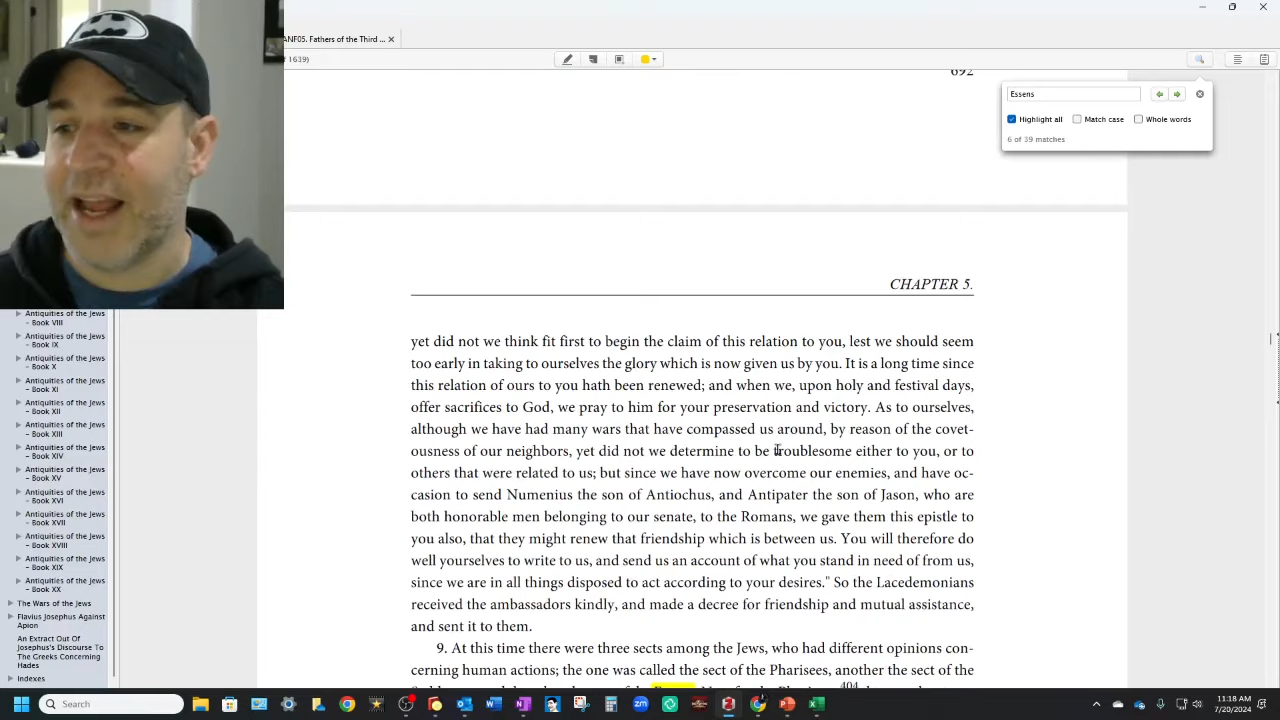 ANF05. Fathers of the Third ...
1639)
692
Essens
Highlight all
Match case
Whole words
6 of 39 matches
CHAPTER 5.
yet did not we think fit first to begin the claim of this relation to you, lest we should seem
too early in taking to ourselves the glory which is now given us by you. It is a long time since
this relation of ours to you hath been renewed; and when we, upon holy and festival days,
offer sacrifices to God, we pray to him for your preservation and victory. As to ourselves,
although we have had many wars that have compassed us around, by reason of the covet-
ousness of our neighbors, yet did not we determine to be troublesome either to you, or to
others that were related to us; but since we have now overcome our enemies, and have oc-
casion to send Numenius the son of Antiochus, and Antipater the son of Jason, who are
both honorable men belonging to our senate, to the Romans, we gave them this epistle to
you also, that they might renew that friendship which is between us. You will therefore do
well yourselves to write to us, and send us an account of what you stand in need of from us,
since we are in all things disposed to act according to your desires." So the Lacedemonians
received the ambassadors kindly, and made a decree for friendship and mutual assistance,
and sent it to them.
9. At this time there were three sects among the Jews, who had different opinions con-
cerning human actions; the one was called the sect of the Pharisees, another the sect of the
404
Antiquities of the Jews
– Book VIII
Antiquities of the Jews
– Book IX
Antiquities of the Jews
– Book X
Antiquities of the Jews
– Book XI
Antiquities of the Jews
– Book XII
Antiquities of the Jews
– Book XIII
Antiquities of the Jews
– Book XIV
Antiquities of the Jews
– Book XV
Antiquities of the Jews
– Book XVI
Antiquities of the Jews
– Book XVII
Antiquities of the Jews
– Book XVIII
Antiquities of the Jews
– Book XIX
Antiquities of the Jews
– Book XX
The Wars of the Jews
Flavius Josephus Against
Apion
An Extract Out Of
Josephus's Discourse To
The Greeks Concerning
Hades
Indexes
Search
zm
11:18 AM
7/20/2024